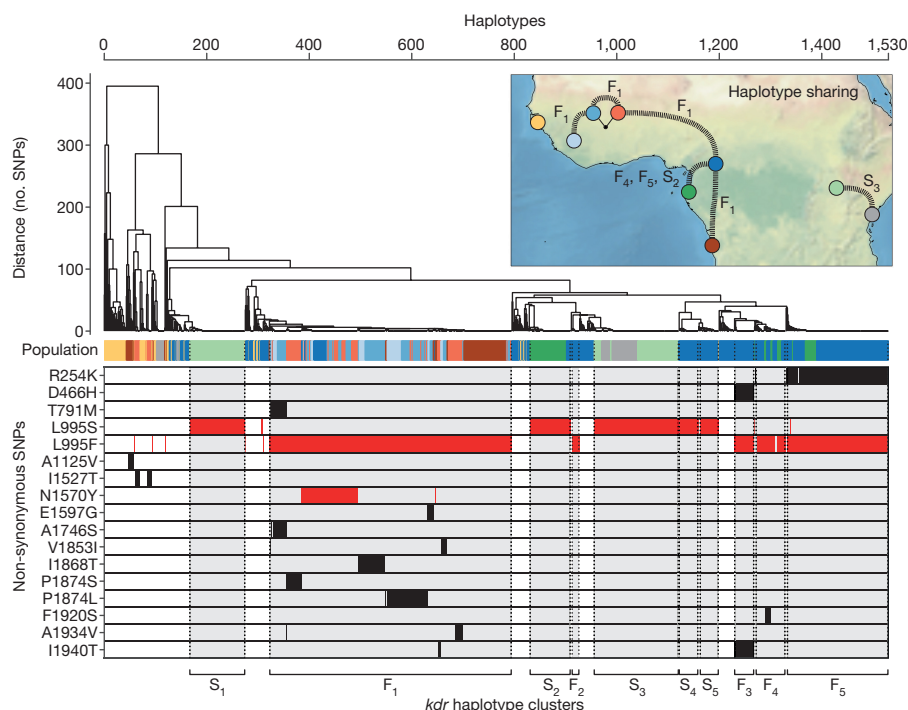 Haplotypes
0 200 400 600 800 1,000 1,200 1,400 1,530
Distance (no. SNPs)
400
300
200
100
0
Haplotype sharing
F1
F1
F1
F4, F5, S2
F1
S3
Population
Non-synonymous SNPs
R254K
D466H
T791M
L995S
L995F
A1125V
I1527T
N1570Y
E1597G
A1746S
V1853I
I1868T
P1874S
P1874L
F1920S
A1934V
I1940T
S1 F1 S2 F2 S3 S4 S5 F3 F4 F5
kdr haplotype clusters